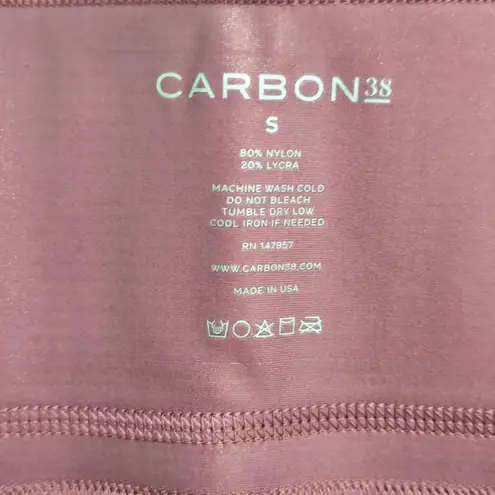 CARBON38
S
80% NYLON
20% LYCRA
MACHINE WASH COLD
DO NOT BLEACH
TUMBLE DRY LOW
COOL IRON IF NEEDED
RN 147957
WWW.CARBON38.COM
MADE IN USA